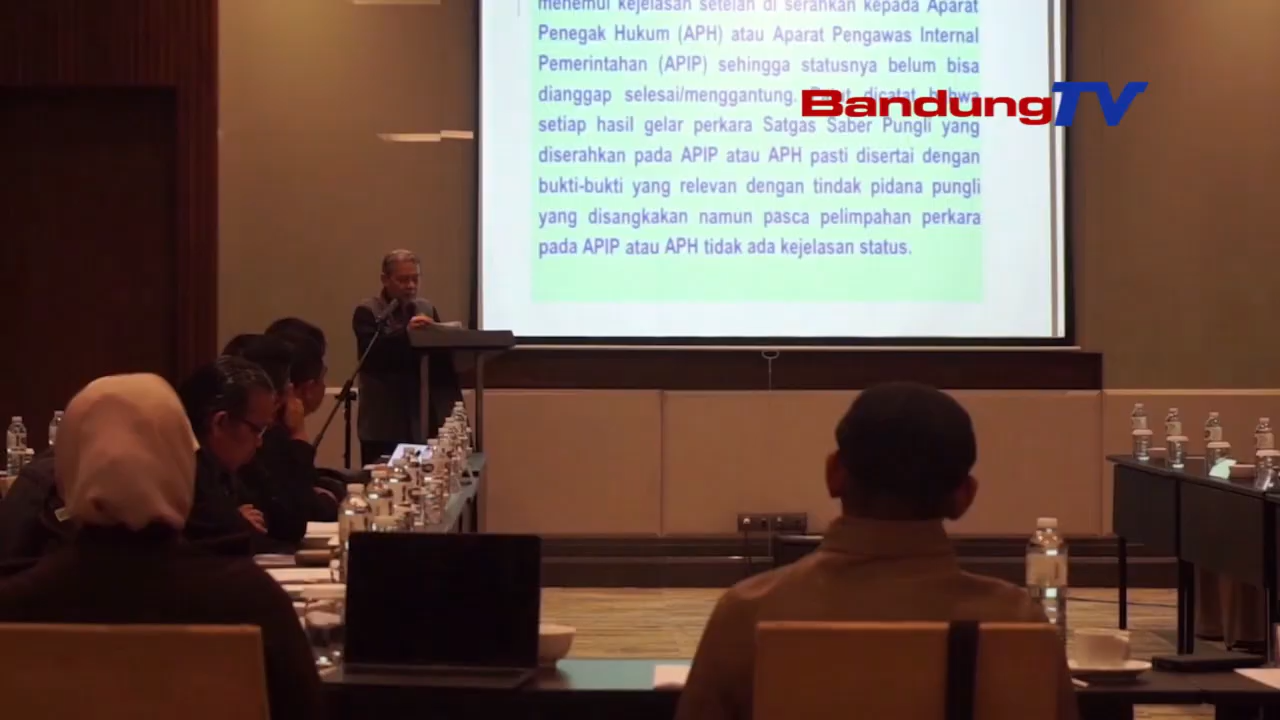 menemui kejelasan setelah di serahkan kepada Aparat
Penegak Hukum (APH) atau Aparat Pengawas Internal
Pemerintahan (APIP) sehingga statusnya belum bisa
dianggap selesai/menggantung. dicatat bahwa
BandungTV
setiap hasil gelar perkara Satgas Saber Pungli yang
diserahkan pada APIP atau APH pasti disertai dengan
bukti-bukti yang relevan dengan tindak pidana pungli
yang disangkakan namun pasca pelimpahan perkara
pada APIP atau APH tidak ada kejelasan status.